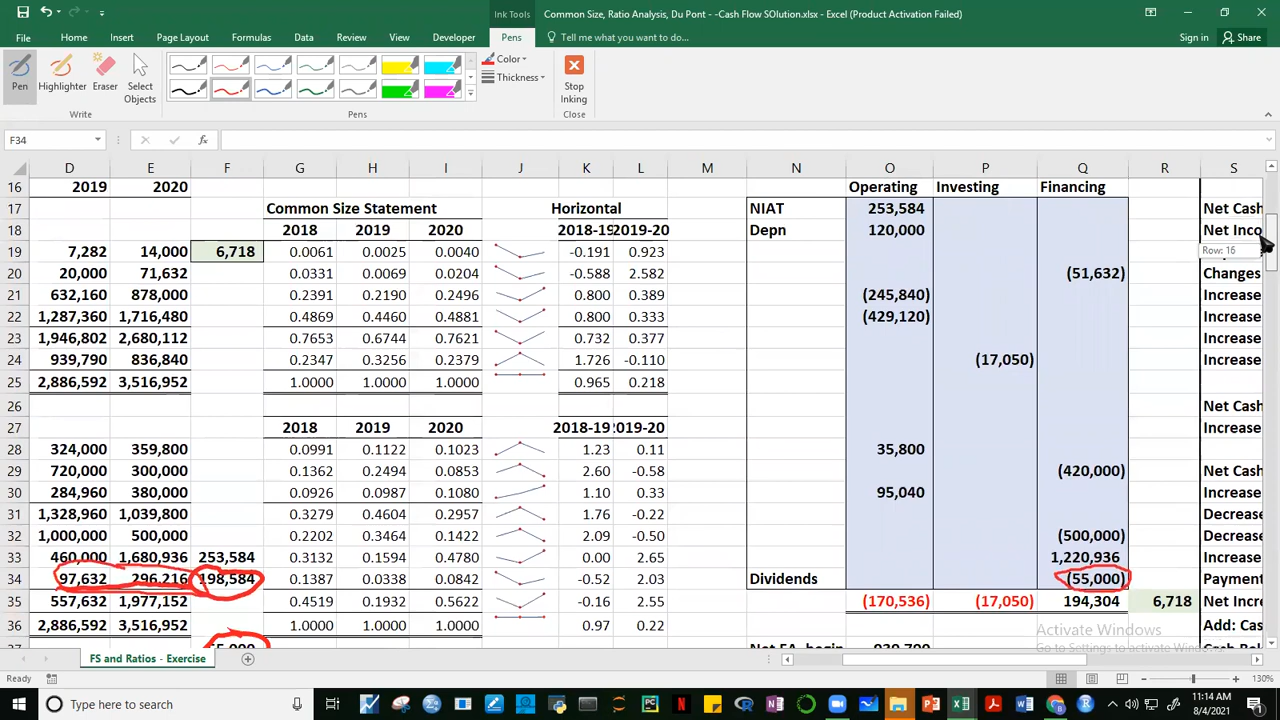 Ink Tools
Common Size, Ratio Analysis, Du Pont - -Cash Flow SOlution.xlsx - Excel (Product Activation Failed)
File Home Insert Page Layout Formulas Data Review View Developer Pens Tell me what you want to do... Sign in Share
Pen Highlighter Eraser Select Objects Color Thickness Stop Inking
Write Pens Close
F34 fx
D E F G H I J K L M N O P Q R S
16 2019 2020 Operating Investing Financing
17 Common Size Statement Horizontal NIAT 253,584 Net Cash
18 2018 2019 2020 2018-19 2019-20 Depn 120,000 Net Inco
19 7,282 14,000 6,718 0.0061 0.0025 0.0040 -0.191 0.923 Row: 16
20 20,000 71,632 0.0331 0.0069 0.0204 -0.588 2.582 (51,632) Changes
21 632,160 878,000 0.2391 0.2190 0.2496 0.800 0.389 (245,840) Increase
22 1,287,360 1,716,480 0.4869 0.4460 0.4881 0.800 0.333 (429,120) Increase
23 1,946,802 2,680,112 0.7653 0.6744 0.7621 0.732 0.377 Increase
24 939,790 836,840 0.2347 0.3256 0.2379 1.726 -0.110 (17,050) Increase
25 2,886,592 3,516,952 1.0000 1.0000 1.0000 0.965 0.218
26 Net Cash
27 2018 2019 2020 2018-19 2019-20 Increase
28 324,000 359,800 0.0991 0.1122 0.1023 1.23 0.11 35,800
29 720,000 300,000 0.1362 0.2494 0.0853 2.60 -0.58 (420,000) Net Cash
30 284,960 380,000 0.0926 0.0987 0.1080 1.10 0.33 95,040 Increase
31 1,328,960 1,039,800 0.3279 0.4604 0.2957 1.76 -0.22 Decrease
32 1,000,000 500,000 0.2202 0.3464 0.1422 2.09 -0.50 (500,000) Decrease
33 460,000 1,680,936 253,584 0.3132 0.1594 0.4780 0.00 2.65 1,220,936 Increase
34 97,632 296,216 198,584 0.1387 0.0338 0.0842 -0.52 2.03 Dividends (55,000) Payment
35 557,632 1,977,152 0.4519 0.1932 0.5622 -0.16 2.55 (170,536) (17,050) 194,304 6,718 Net Incre
36 2,886,592 3,516,952 1.0000 1.0000 1.0000 0.97 0.22 Add: Cas
Activate Windows
Go to Settings to activate Windows.
FS and Ratios - Exercise
Ready 130%
Type here to search 11:14 AM
8/4/2021